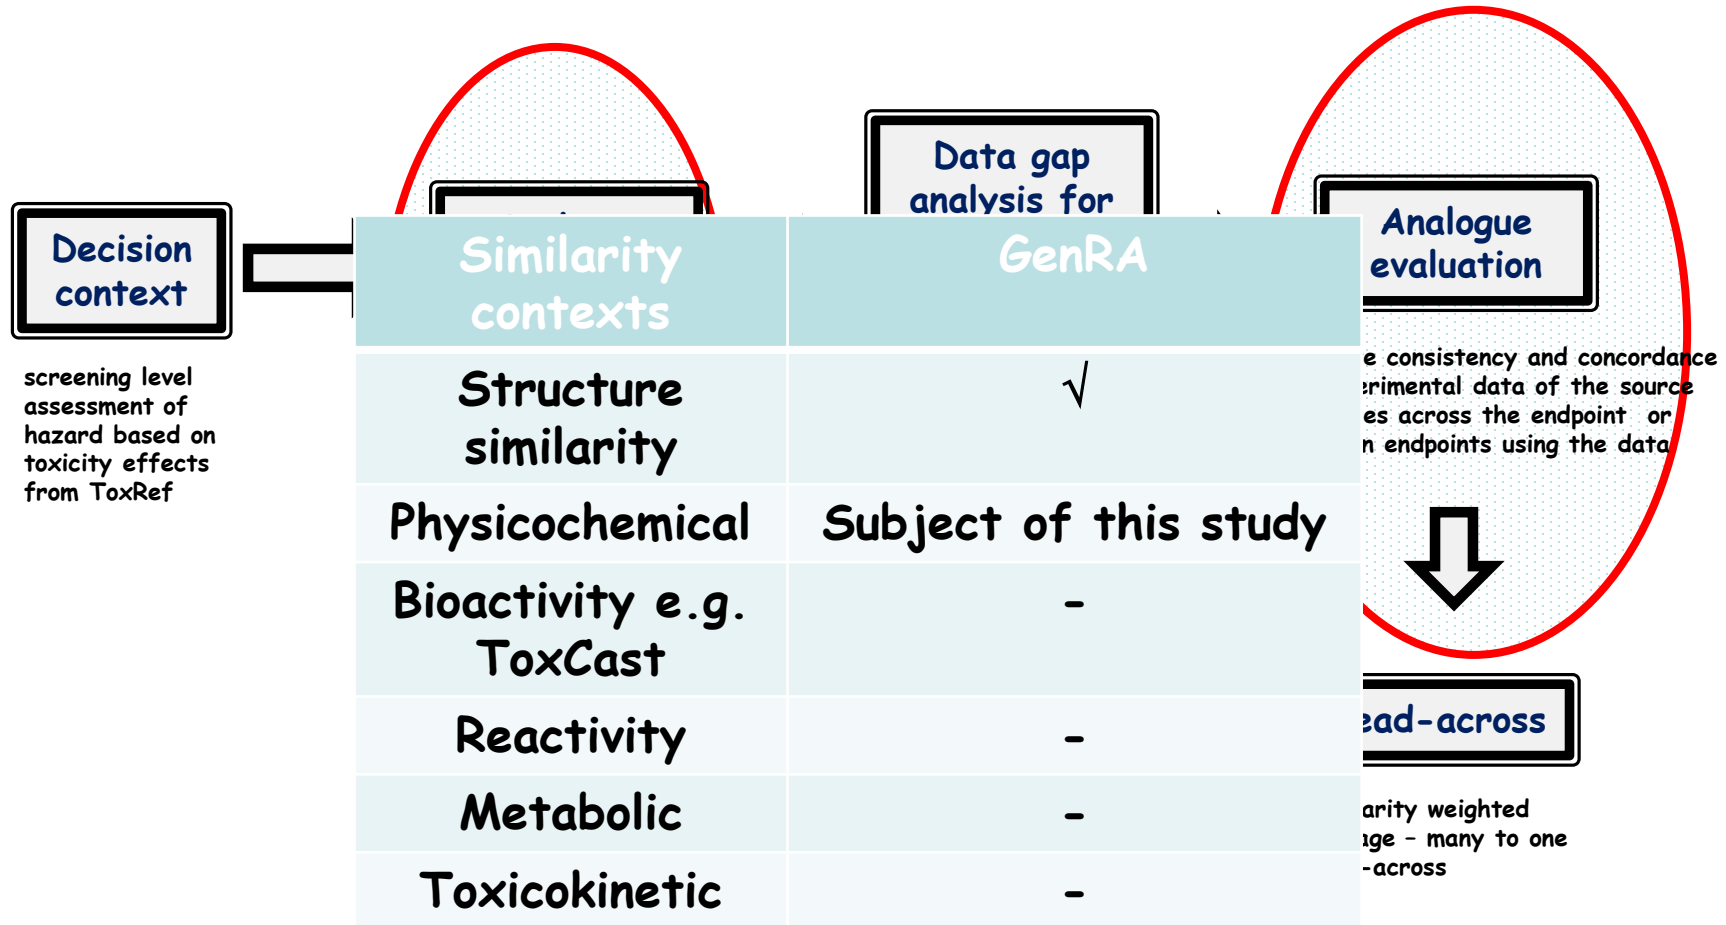 Decision
context
screening level
assessment of
hazard based on
toxicity effects
from ToxRef
Data gap
analysis for
Analogue
evaluation
consistency and concordance
data of the source
across the endpoint or
endpoints using the data
Similarity
contexts
GenRA
Structure
similarity
√
Physicochemical
Subject of this study
Bioactivity e.g.
ToxCast
-
Reactivity
-
Metabolic
-
Toxicokinetic
-
ead-across
arity weighted
age – many to one
-across